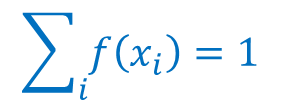 ∑ᵢ f(xᵢ) = 1